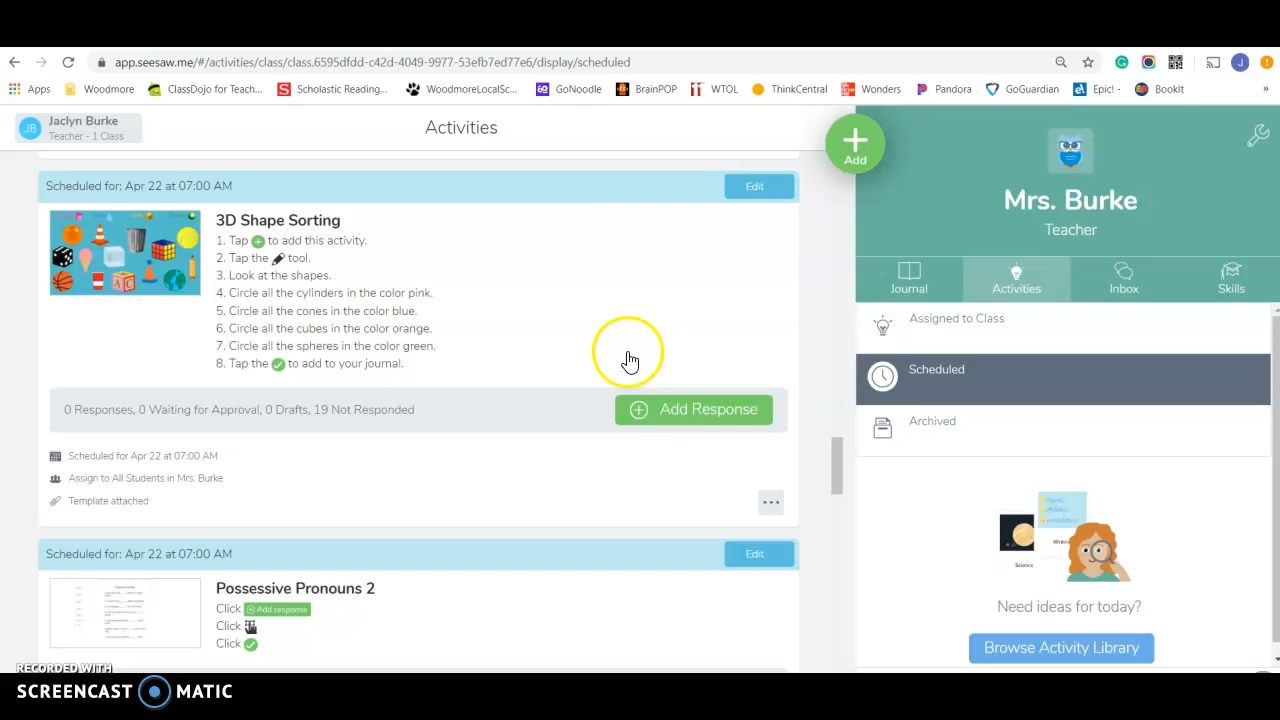 app.seesaw.me/#/activities/class/class.6595dfdd-c42d-4049-9977-53efb7ed77e6/display/scheduled
J
Apps Woodmore ClassDojo for Teach... Scholastic Reading... WoodmoreLocalSc... GoNoodle BrainPOP WTOL ThinkCentral Wonders Pandora GoGuardian Epic! - BookIt »
JB Jaclyn Burke
Teacher - 1 Class
Activities
Add
Mrs. Burke
Teacher
Journal Activities Inbox Skills
Assigned to Class
Scheduled
Archived
Need ideas for today?
Browse Activity Library
Scheduled for: Apr 22 at 07:00 AM Edit
3D Shape Sorting
1. Tap to add this activity.
2. Tap the tool.
3. Look at the shapes.
4. Circle all the cylinders in the color pink.
5. Circle all the cones in the color blue.
6. Circle all the cubes in the color orange.
7. Circle all the spheres in the color green.
8. Tap the to add to your journal.
0 Responses, 0 Waiting for Approval, 0 Drafts, 19 Not Responded Add Response
Scheduled for Apr 22 at 07:00 AM
Assign to All Students in Mrs. Burke
Template attached
Scheduled for: Apr 22 at 07:00 AM Edit
Possessive Pronouns 2
Click Add response
Click
Click
RECORDED WITH
SCREENCAST MATIC